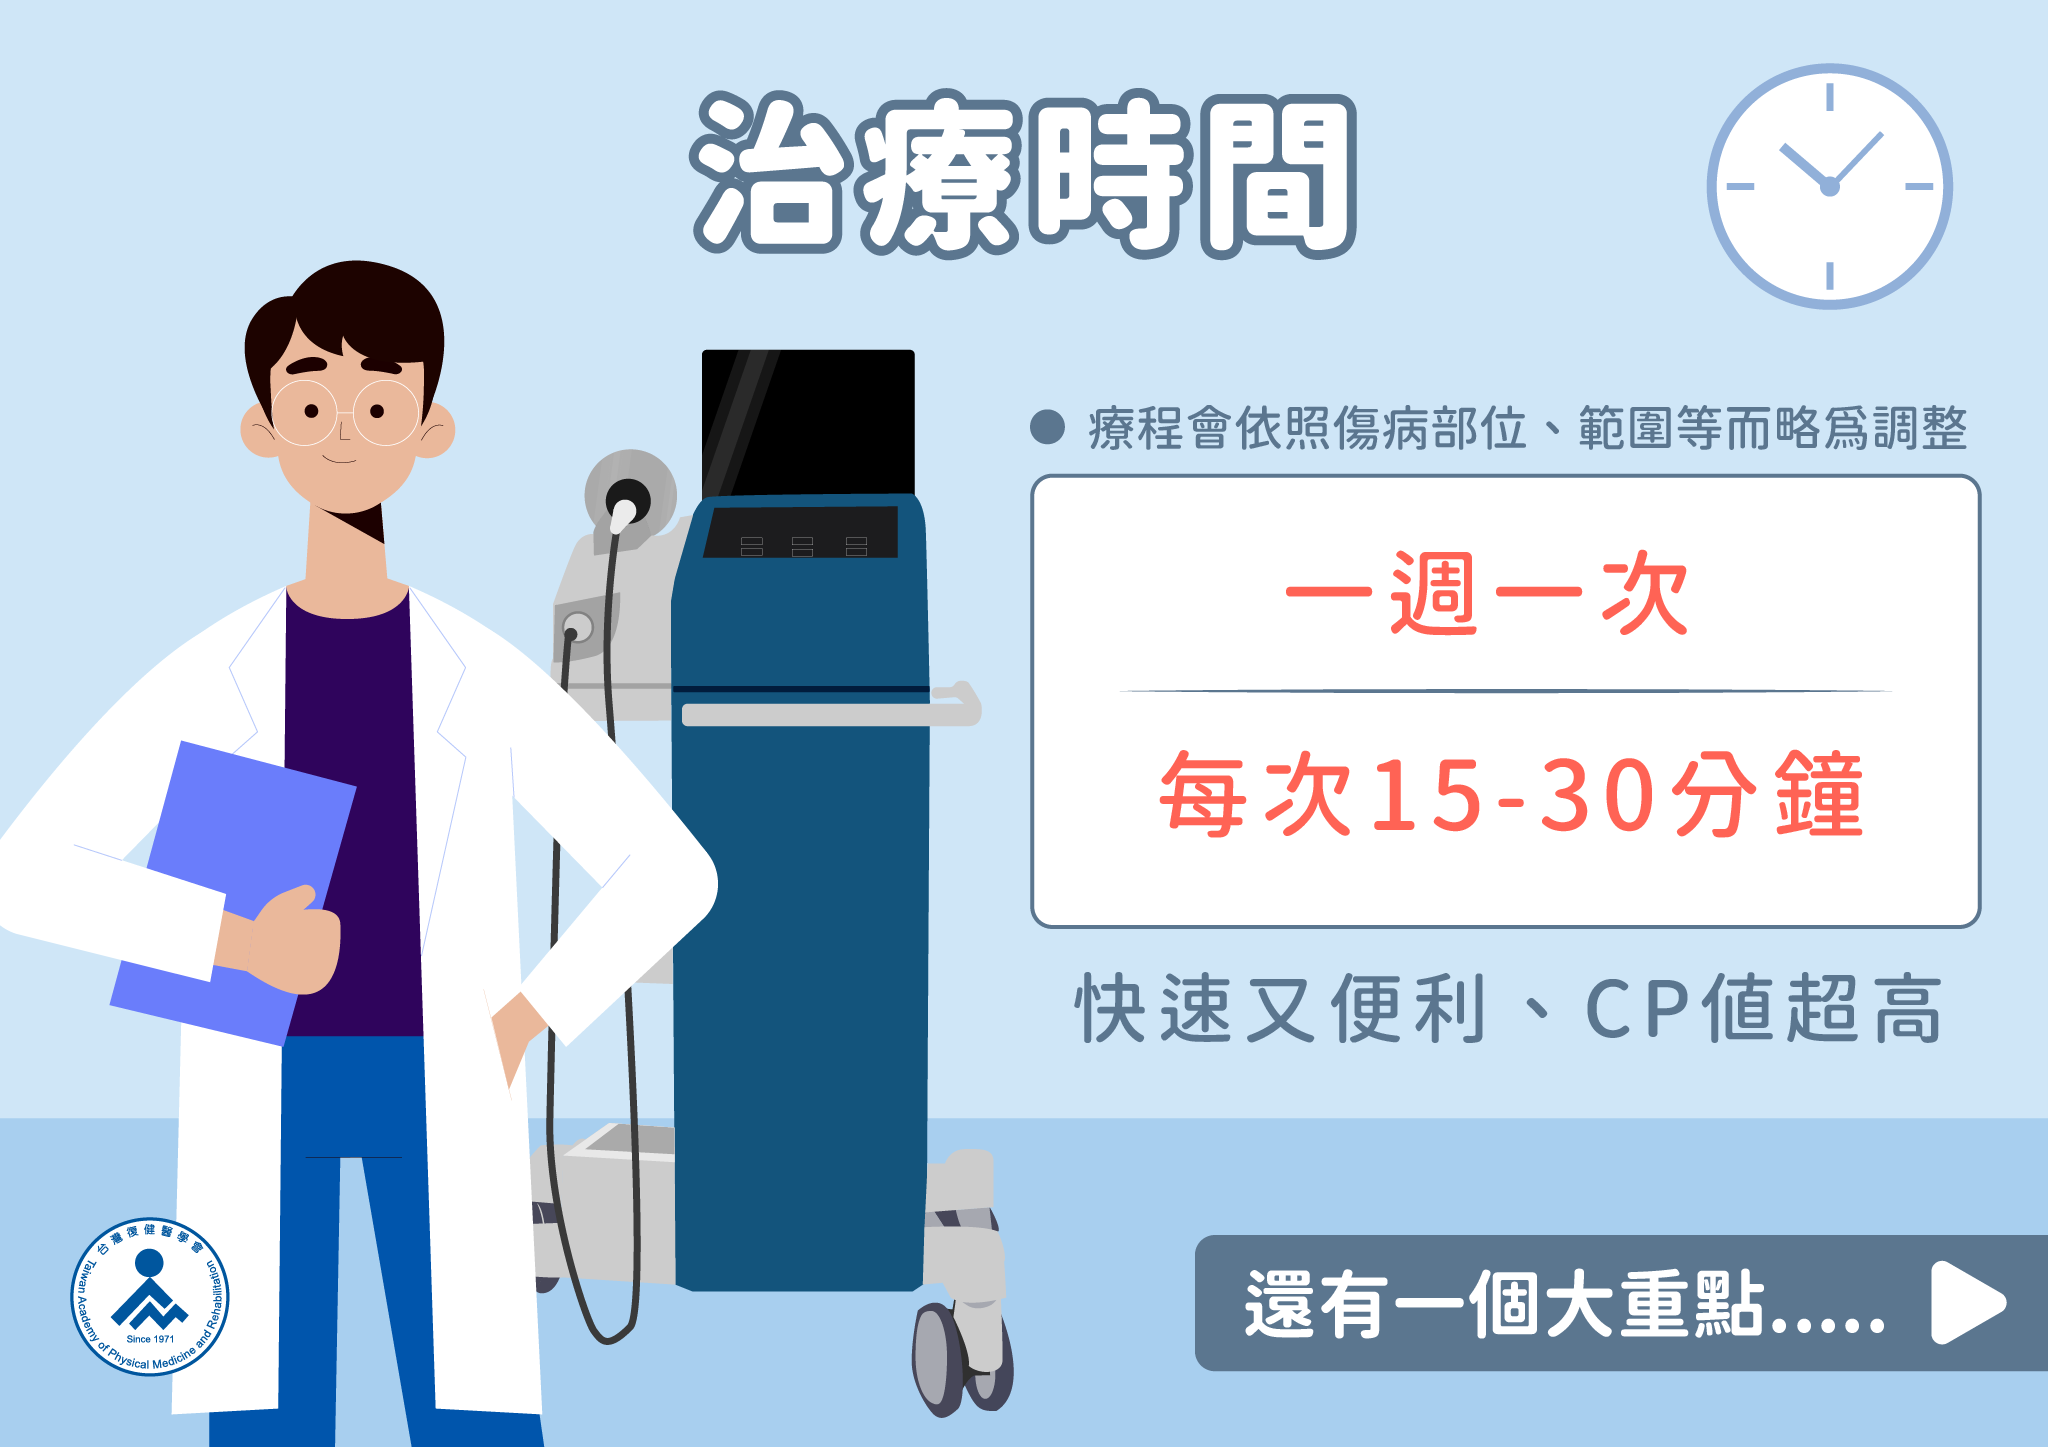 治療時間
療程會依照傷病部位、範圍等而略爲調整
一週一次
每次15-30分鐘
快速又便利、CP值超高
還有一個大重點.....
台灣復健醫學會
Taiwan Academy of Physical Medicine and Rehabilitation
Since 1971